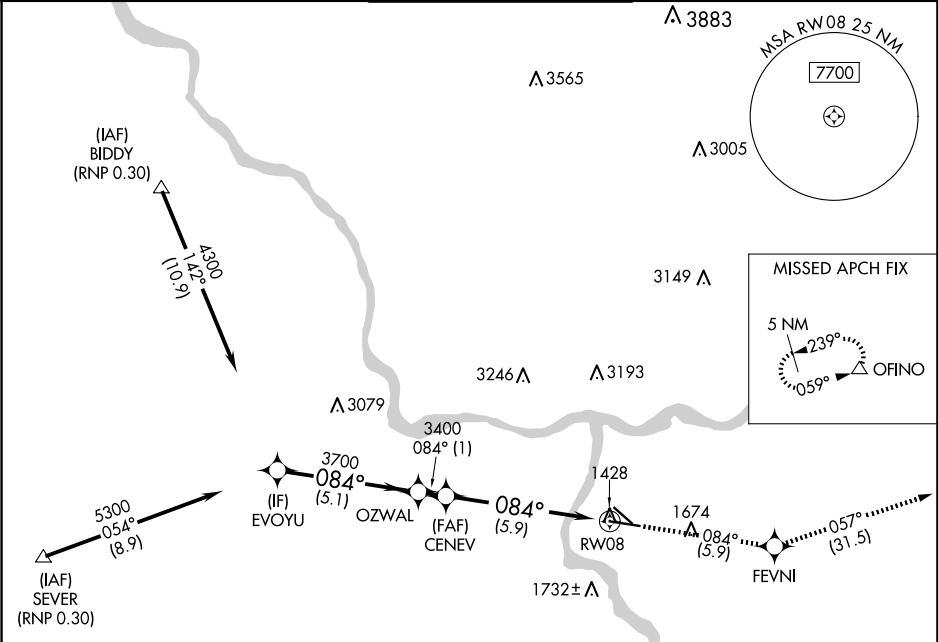 3883
MSA RW08 25 NM
7700
3565
3005
(IAF)
BIDDY
(RNP 0.30)
4300
142°
(10.9)
3149
MISSED APCH FIX
5 NM
239°
059°
OFINO
3246
3193
3079
3400
084° (1)
3700
084°
(5.1)
(IF)
EVOYU
OZWAL
(FAF)
CENEV
084°
(5.9)
1428
RW08
1674
084°
(5.9)
FEVNI
057°
(31.5)
5300
054°
(8.9)
(IAF)
SEVER
(RNP 0.30)
1732±